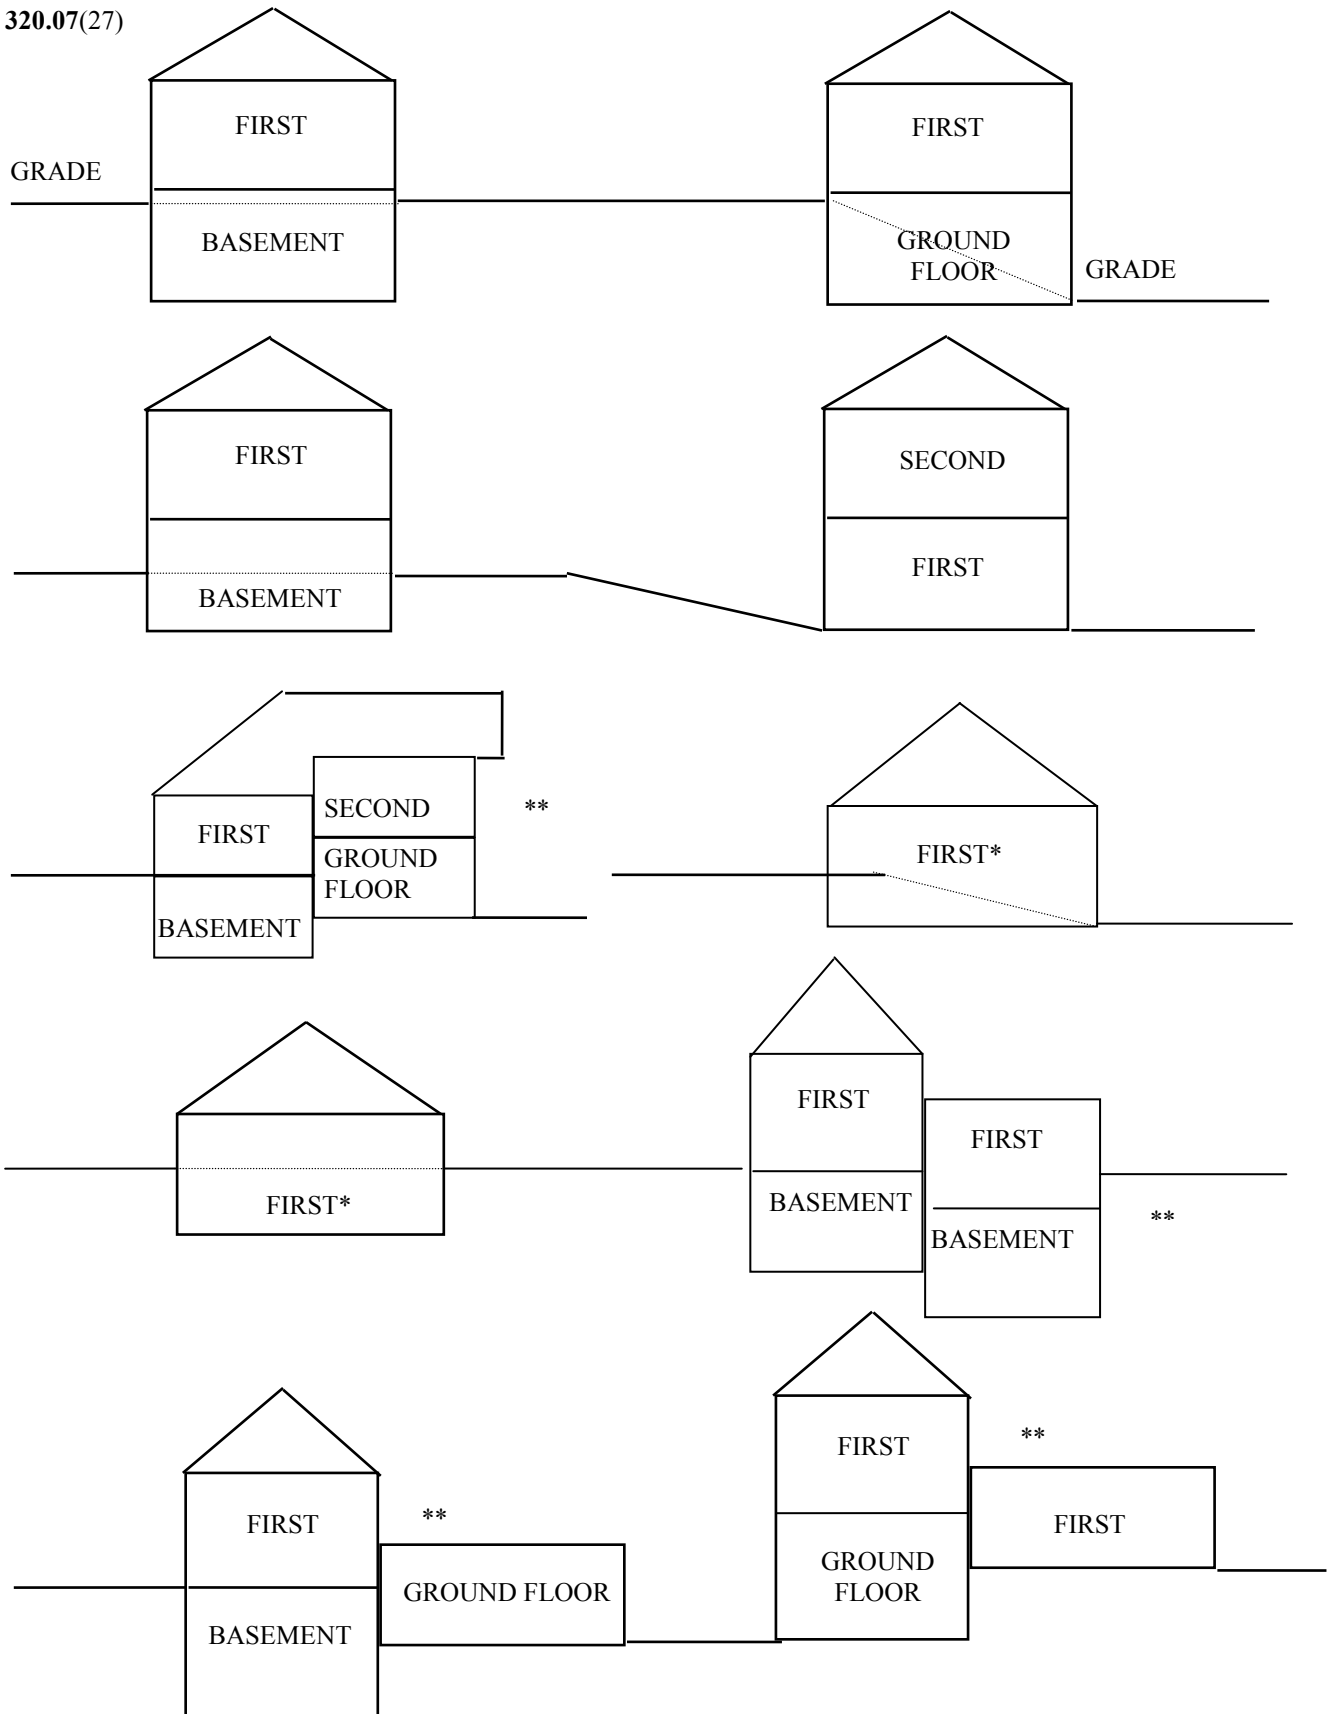 320.07(27)
FIRST
FIRST
GRADE
BASEMENT
GROUND
FLOOR
GRADE
FIRST
SECOND
BASEMENT
FIRST
SECOND
**
FIRST
GROUND
FLOOR
BASEMENT
FIRST*
FIRST*
FIRST
BASEMENT
FIRST
BASEMENT
**
FIRST
BASEMENT
**
GROUND FLOOR
FIRST
GROUND
FLOOR
**
FIRST